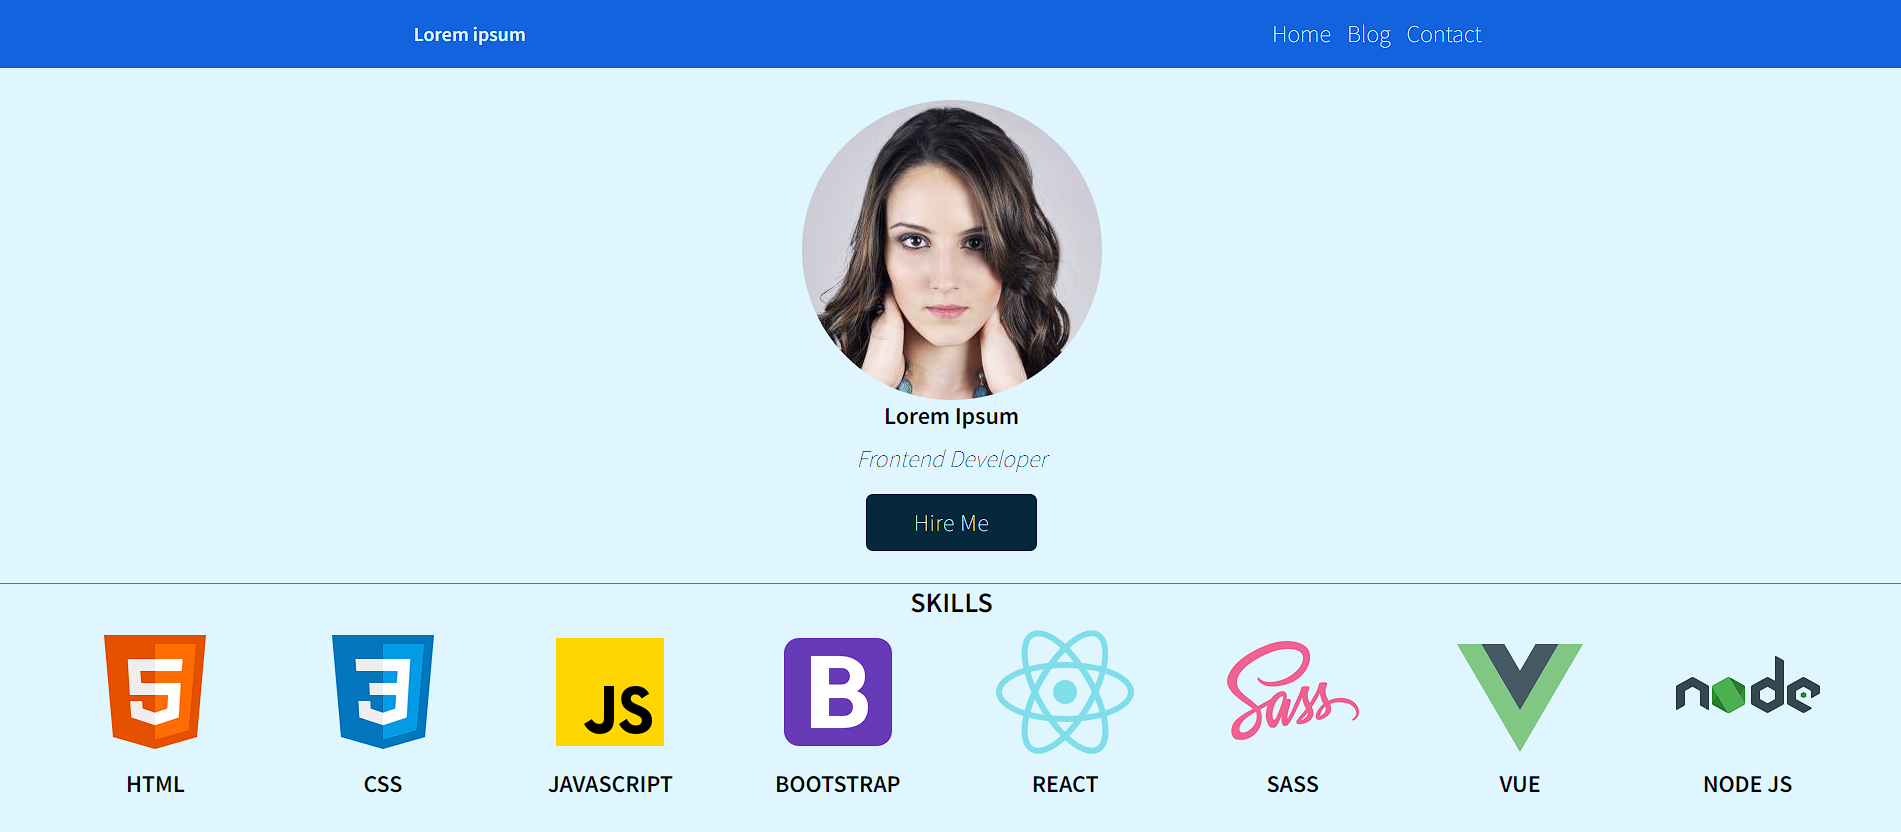 Lorem ipsum
Home Blog Contact
Lorem Ipsum
Frontend Developer
Hire Me
SKILLS
5 3 JS B Sass node
HTML CSS JAVASCRIPT BOOTSTRAP REACT SASS VUE NODE JS